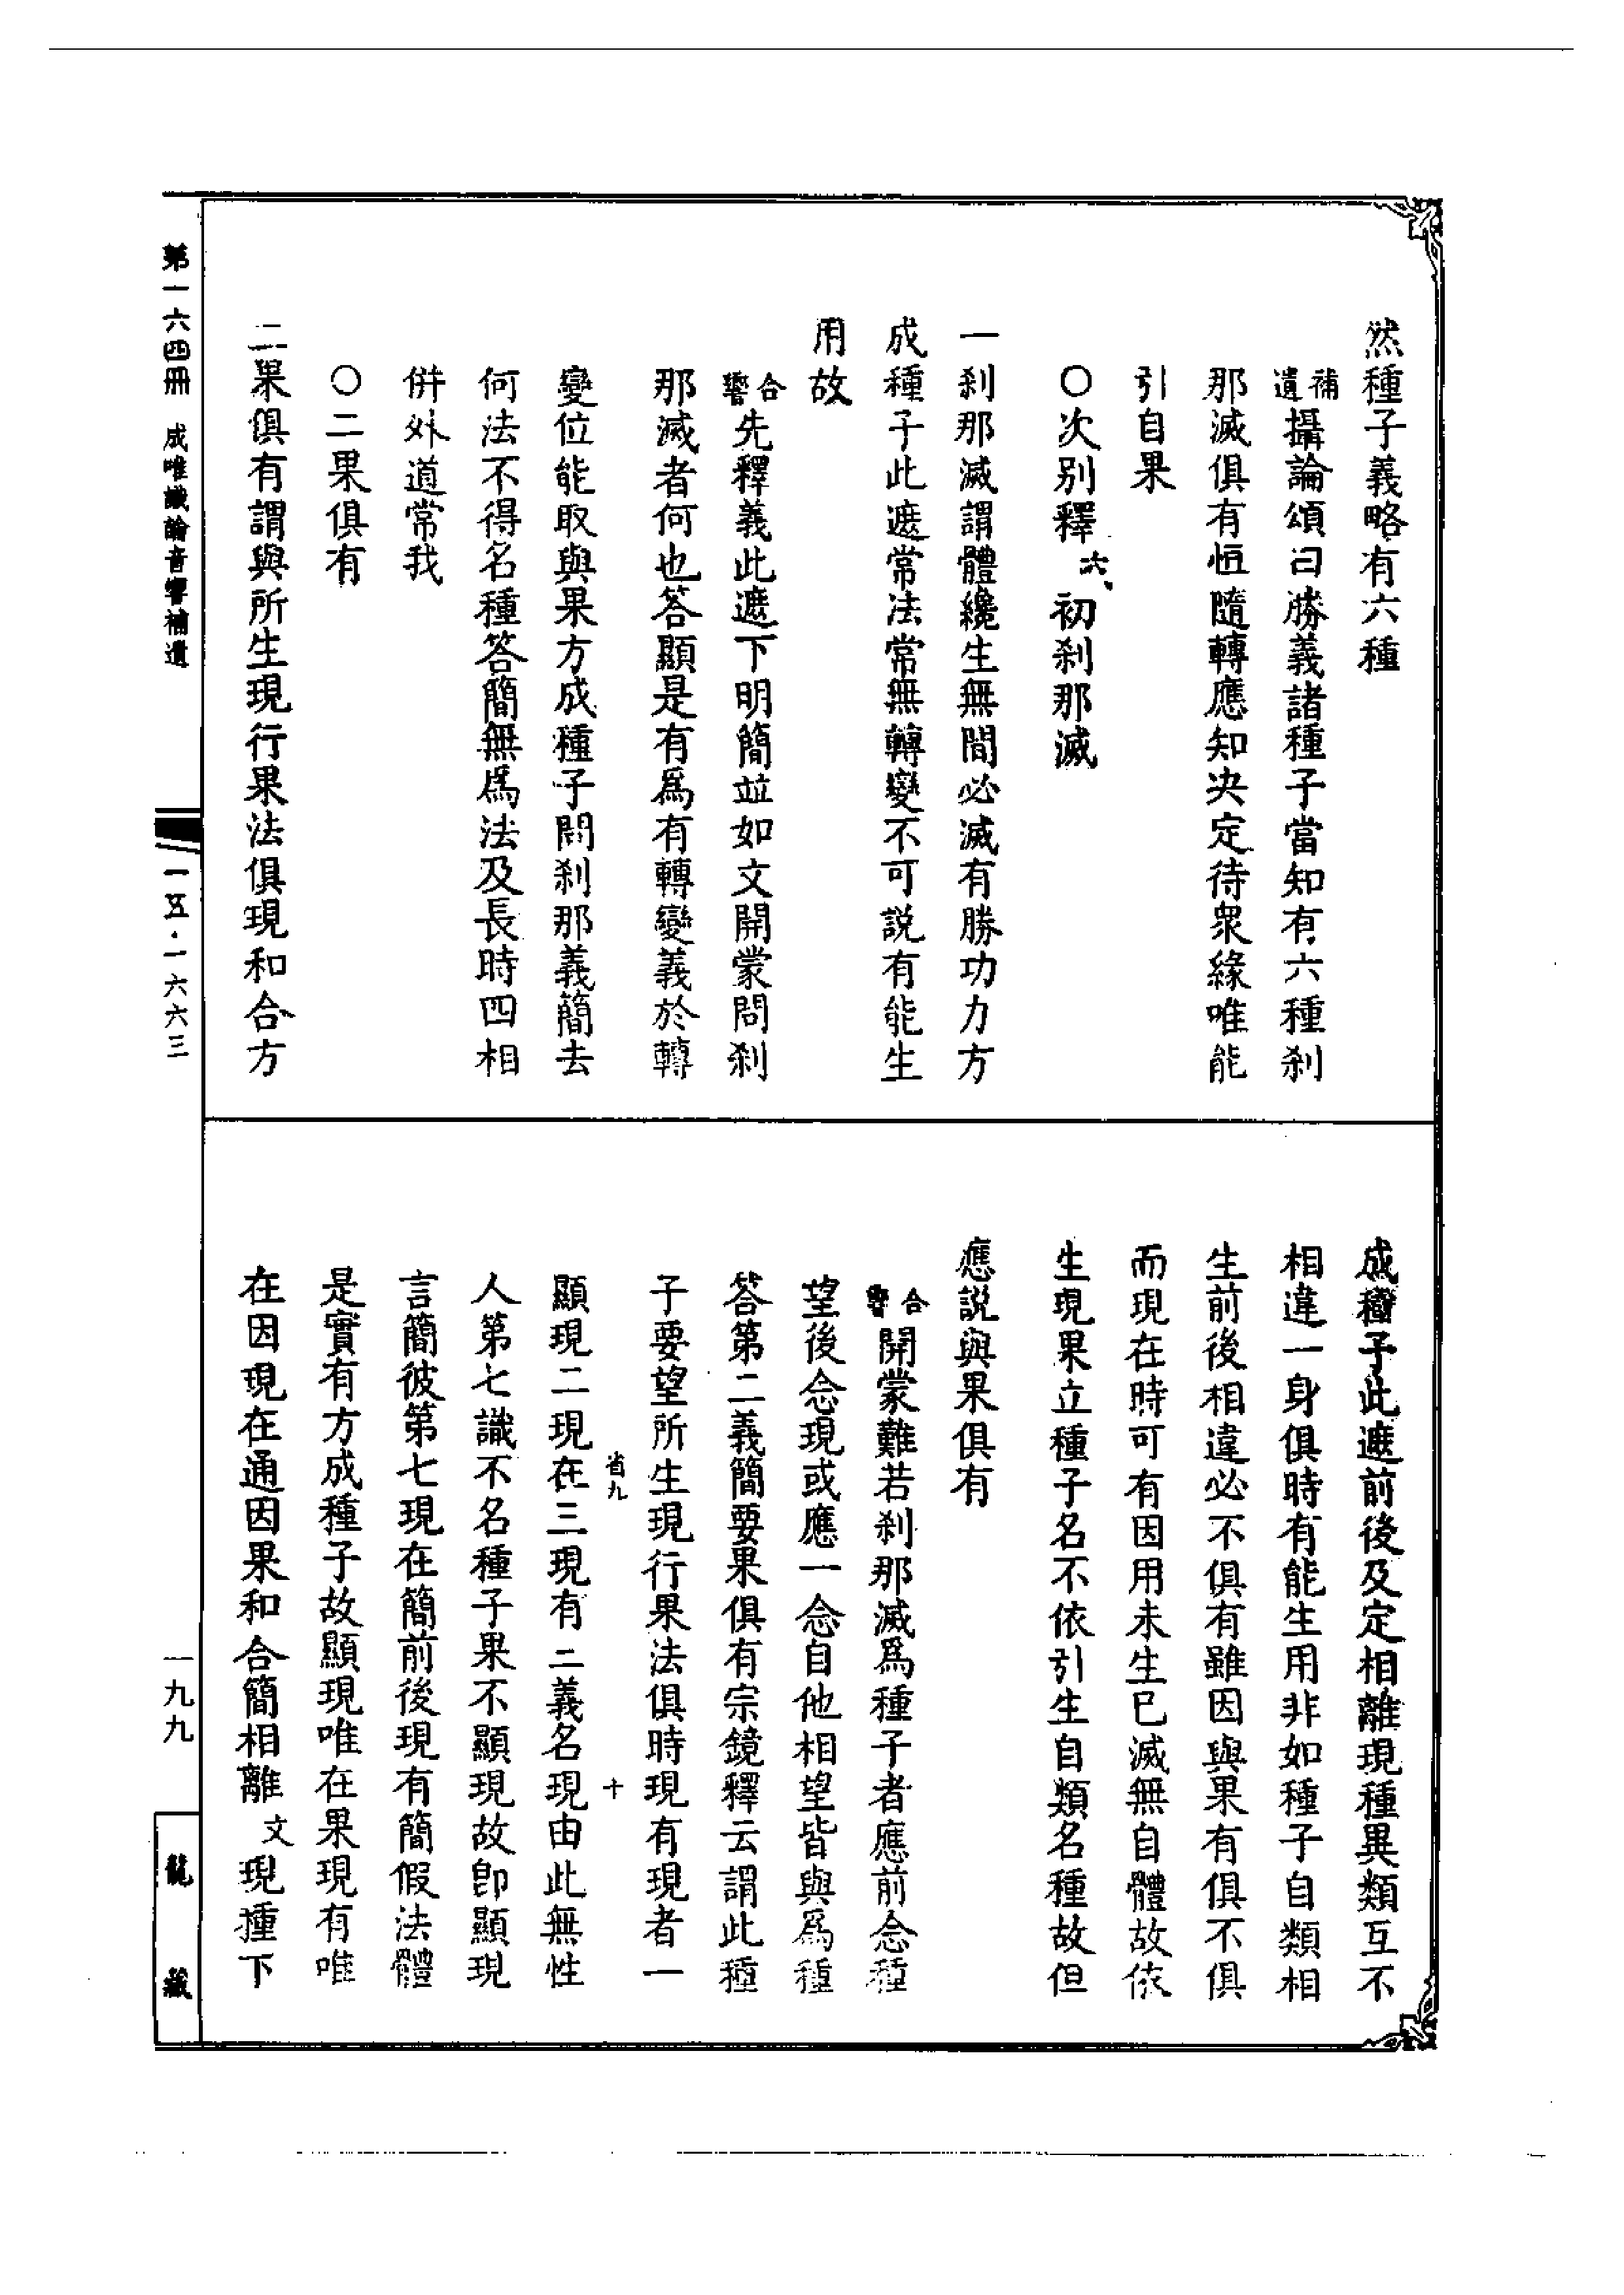 然種子義略有六種
補遺攝論頌曰勝義諸種子當知有六種刹
那滅俱有恒隨轉應知決定待衆緣唯能
引自果
○次別釋六初刹那滅
一刹那滅謂體纔生無間必滅有勝功力方
成種子此遮常法常無轉變不可説有能生
用故
合響先釋義此遮下明簡並如文開蒙問刹
那滅者何也答顯是有爲有轉變義於轉
變位能取與果方成種子問刹那義簡去
何法不得名種答簡無爲法及長時四相
併外道常我
○二果俱有
二果俱有謂與所生現行果法俱現和合方
成種子此遮前後及定相離現種異類互不
相違一身俱時有能生用非如種子自類相
生前後相違必不俱有雖因與果有俱不俱
而現在時可有因用未生已滅無自體故依
生現果立種子名不依引生自類名種故但
應説與果俱有
合響開蒙難若刹那滅爲種子者應前念種
望後念現或應一念自他相望皆與爲種
答第二義簡要果俱有宗鏡釋云謂此種
子要望所生現行果法俱時現有現者一
省九 十
顯現二現在三現有三義名現由此無性
人第七識不名種子果不顯現故卽顯現
言簡彼第七現在簡前後現有簡假法體
是實有方成種子故顯現唯在果現有唯
在因現在通因果和合簡相離文現種下
第一六四冊 成唯識論音響補遺
一五·一六六三
一九九
龍藏